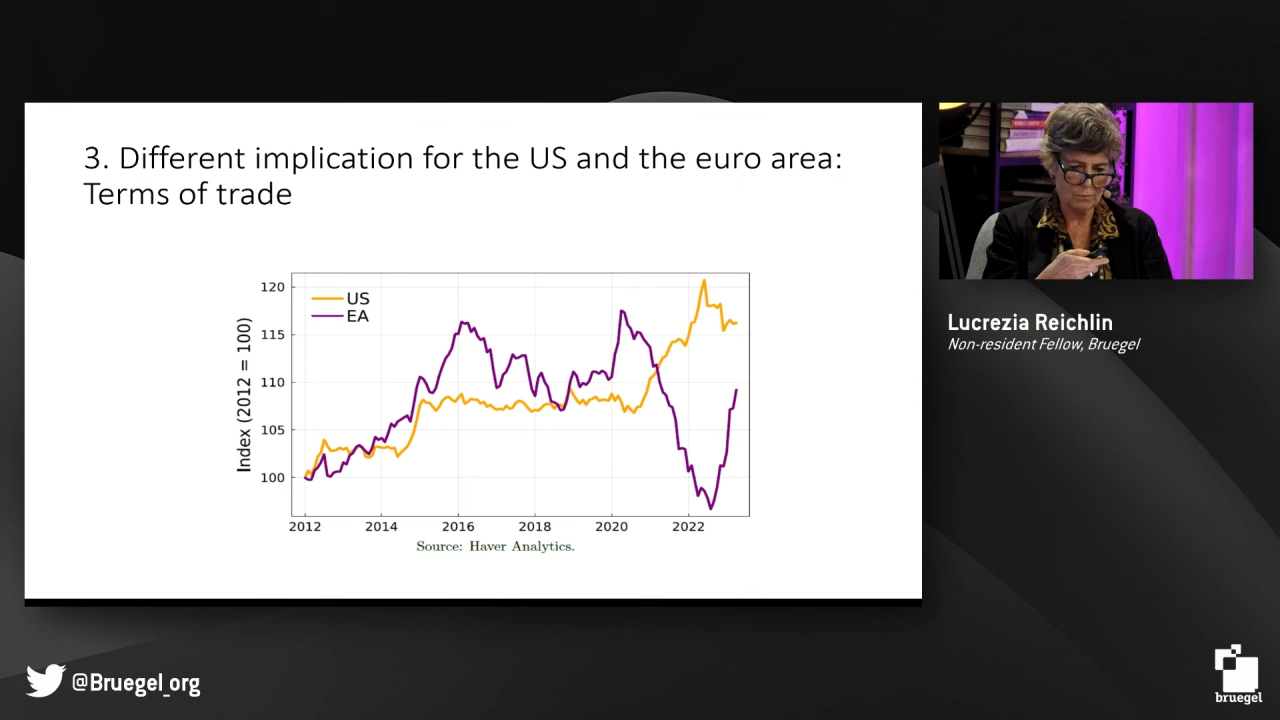 3. Different implication for the US and the euro area:
Terms of trade
Index (2012 = 100)
120
115
110
105
100
US
EA
2012 2014 2016 2018 2020 2022
Source: Haver Analytics.
Lucrezia Reichlin
Non-resident Fellow, Bruegel
@Bruegel_org
bruegel